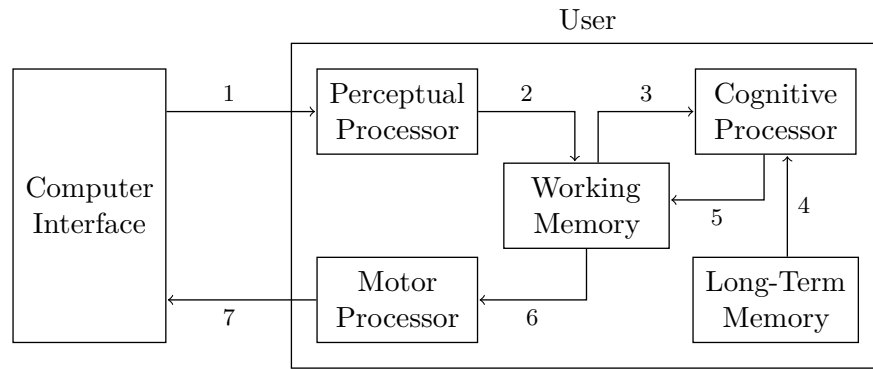 User
Computer
Interface
1
Perceptual
Processor
2
3
Cognitive
Processor
Working
Memory
5
4
Motor
Processor
6
7
Long-Term
Memory